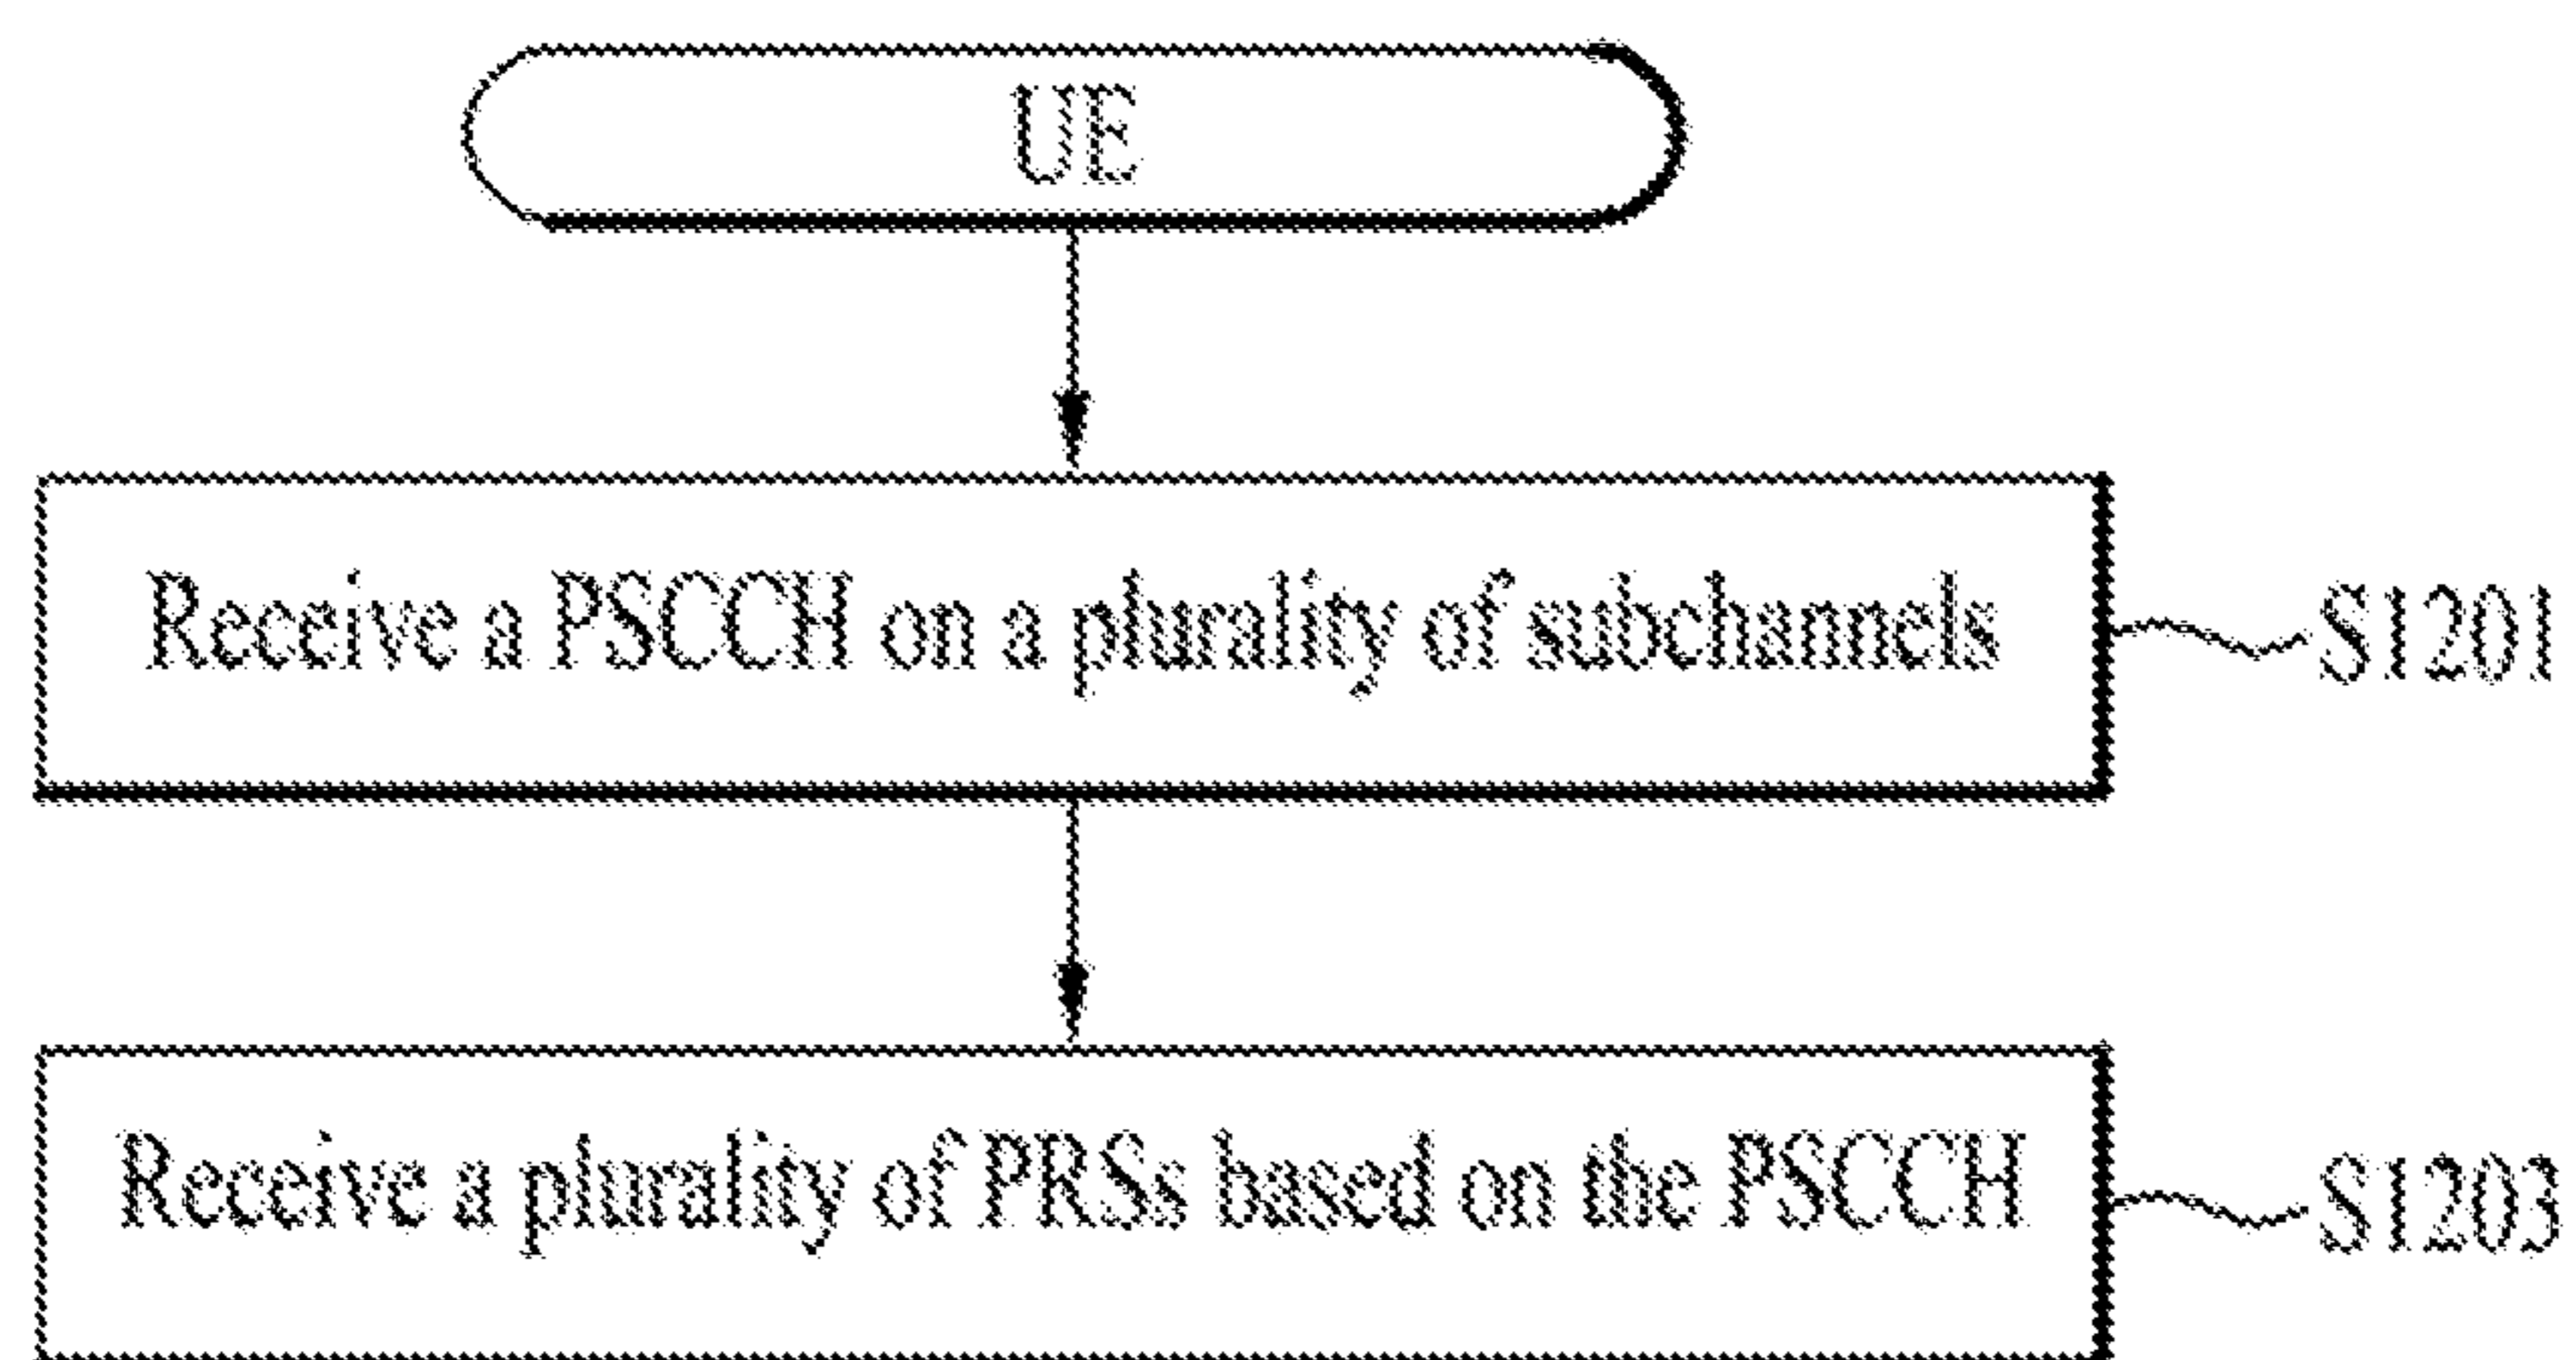 UE
Receive a PSCCH on a plurality of subchannels
S1201
Receive a plurality of PRSs based on the PSCCH
S1203